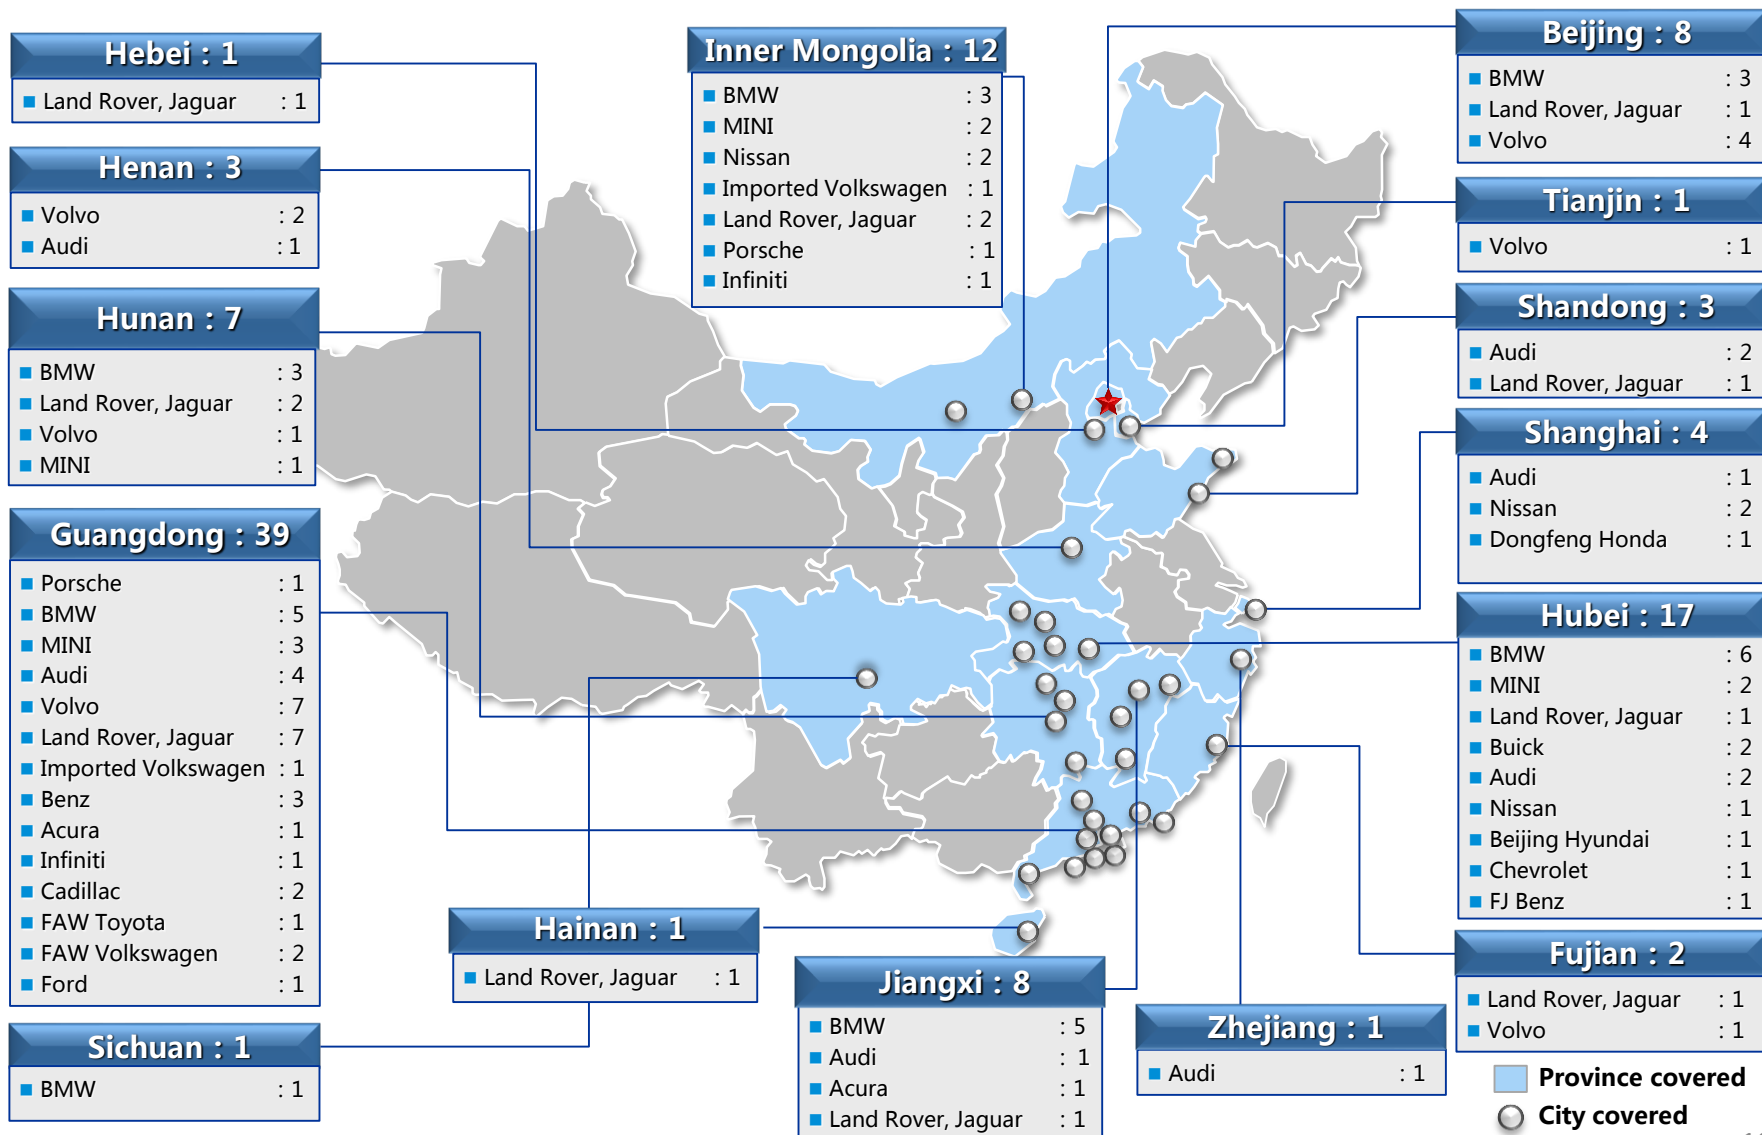 Hebei : 1
Land Rover, Jaguar : 1
Henan : 3
Volvo : 2
Audi : 1
Hunan : 7
BMW : 3
Land Rover, Jaguar : 2
Volvo : 1
MINI : 1
Guangdong : 39
Porsche : 1
BMW : 5
MINI : 3
Audi : 4
Volvo : 7
Land Rover, Jaguar : 7
Imported Volkswagen : 1
Benz : 3
Acura : 1
Infiniti : 1
Cadillac : 2
FAW Toyota : 1
FAW Volkswagen : 2
Ford : 1
Sichuan : 1
BMW : 1
Inner Mongolia : 12
BMW : 3
MINI : 2
Nissan : 2
Imported Volkswagen : 1
Land Rover, Jaguar : 2
Porsche : 1
Infiniti : 1
Hainan : 1
Land Rover, Jaguar : 1
Jiangxi : 8
BMW : 5
Audi : 1
Acura : 1
Land Rover, Jaguar : 1
Zhejiang : 1
Audi : 1
Beijing : 8
BMW : 3
Land Rover, Jaguar : 1
Volvo : 4
Tianjin : 1
Volvo : 1
Shandong : 3
Audi : 2
Land Rover, Jaguar : 1
Shanghai : 4
Audi : 1
Nissan : 2
Dongfeng Honda : 1
Hubei : 17
BMW : 6
MINI : 2
Land Rover, Jaguar : 1
Buick : 2
Audi : 2
Nissan : 1
Beijing Hyundai : 1
Chevrolet : 1
FJ Benz : 1
Fujian : 2
Land Rover, Jaguar : 1
Volvo : 1
Province covered
City covered